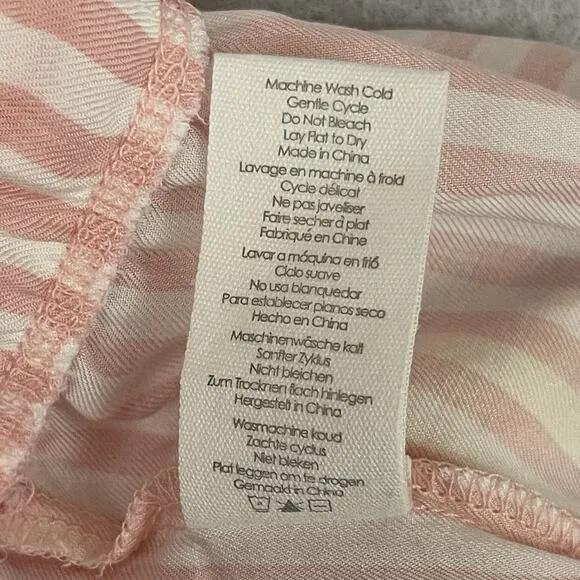 Machine Wash Cold
Gentle Cycle
Do Not Bleach
Lay Flat to Dry
Made in China
Lavage en machine à froid
Cycle délicat
Ne pas javeliser
Faire secher à plat
Fabriqué en Chine
Lavar a máquina en frió
Ciclo suave
No usa blanquedar
Para establecer planos seco
Hecho en China
Maschinenwäsche kalt
Sanfter Zyklus
Nicht bleichen
Zum Trocknen flach hinlegen
Hergestellt in China
Wasmachine koud
Zachte cyclus
Niet bleken
Plat leggen om te drogen
Gemaakt in China